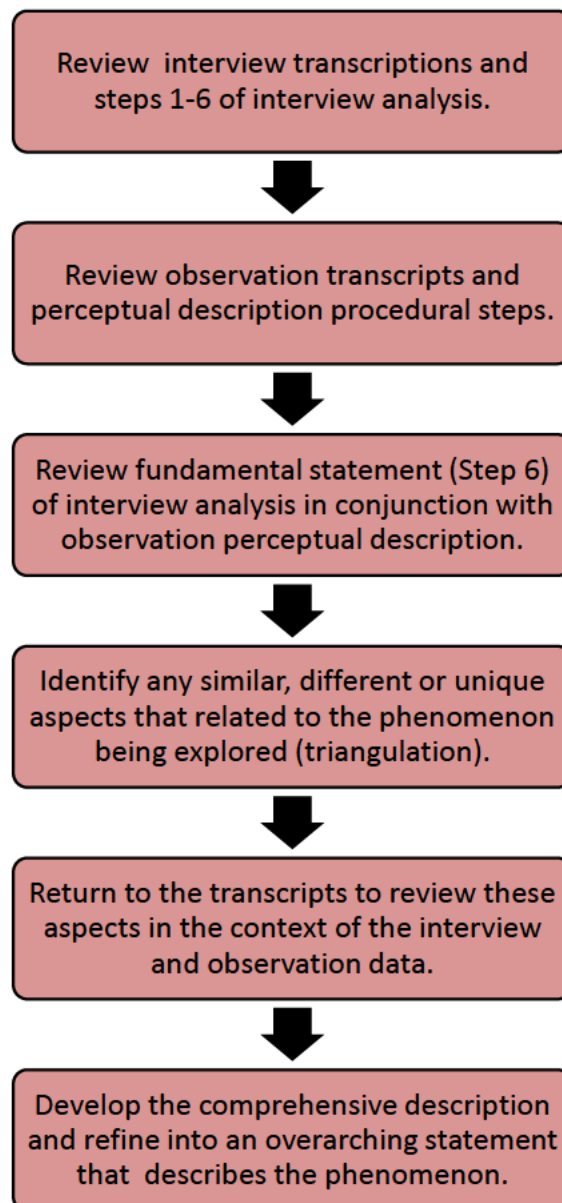 Review  interview transcriptions and
steps 1-6 of interview analysis.
Review observation transcripts and
perceptual description procedural steps.
Review fundamental statement (Step 6)
of interview analysis in conjunction with
observation perceptual description.
Identify any similar, different or unique
aspects that related to the phenomenon
being explored (triangulation).
Return to the transcripts to review these
aspects in the context of the interview
and observation data.
Develop the comprehensive description
and refine into an overarching statement
that  describes the phenomenon.